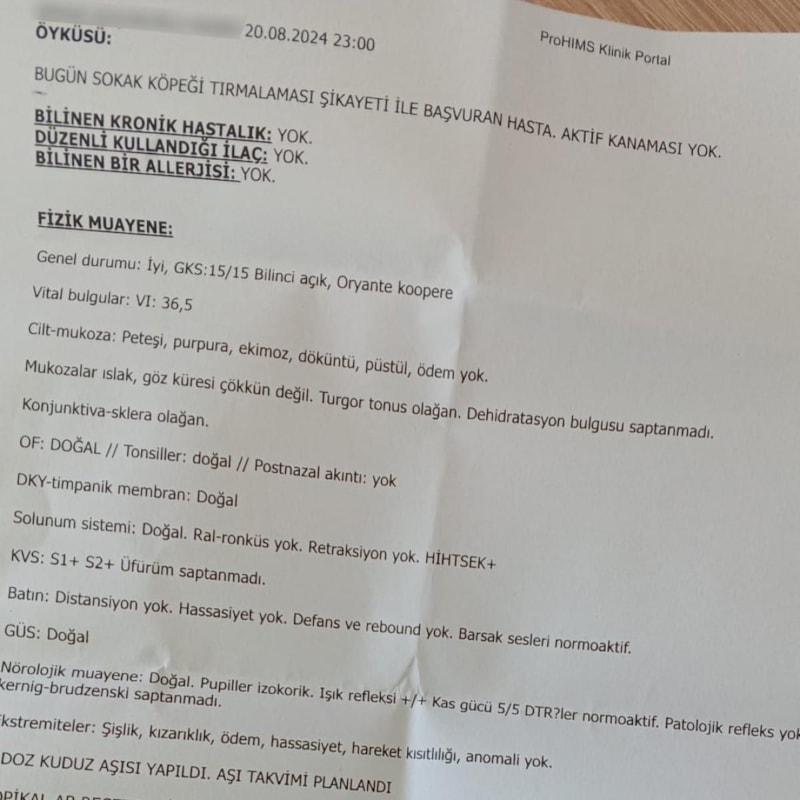 20.08.2024 23:00
ProHIMS Klinik Portal
ÖYKÜSÜ:
BUGÜN SOKAK KÖPEĞİ TIRMALAMASI ŞİKAYETİ İLE BAŞVURAN HASTA. AKTİF KANAMASI YOK.
BİLİNEN KRONİK HASTALIK: YOK.
DÜZENLİ KULLANDIĞI İLAÇ: YOK.
BİLİNEN BİR ALLERJİSİ: YOK.
FİZİK MUAYENE:
Genel durumu: İyi, GKS:15/15 Bilinci açık, Oryante koopere
Vital bulgular: VI: 36,5
Cilt-mukoza: Peteşi, purpura, ekimoz, döküntü, püstül, ödem yok.
Mukozalar ıslak, göz küresi çökkün değil. Turgor tonus olağan. Dehidratasyon bulgusu saptanmadı.
Konjunktiva-sklera olağan.
OF: DOĞAL // Tonsiller: doğal // Postnazal akıntı: yok
DKY-timpanik membran: Doğal
Solunum sistemi: Doğal. Ral-ronküs yok. Retraksiyon yok. HİHTSEK+
KVS: S1+ S2+ Üfürüm saptanmadı.
Batın: Distansiyon yok. Hassasiyet yok. Defans ve rebound yok. Barsak sesleri normoaktif.
GÜS: Doğal
Nörolojik muayene: Doğal. Pupiller izokorik. Işık refleksi +/+ Kas gücü 5/5 DTR?ler normoaktif. Patolojik refleks yok
kernig-brudzenski saptanmadı.
kstremiteler: Şişlik, kızarıklık, ödem, hassasiyet, hareket kısıtlılığı, anomali yok.
DOZ KUDUZ AŞISI YAPILDI. AŞI TAKVİMİ PLANLANDI